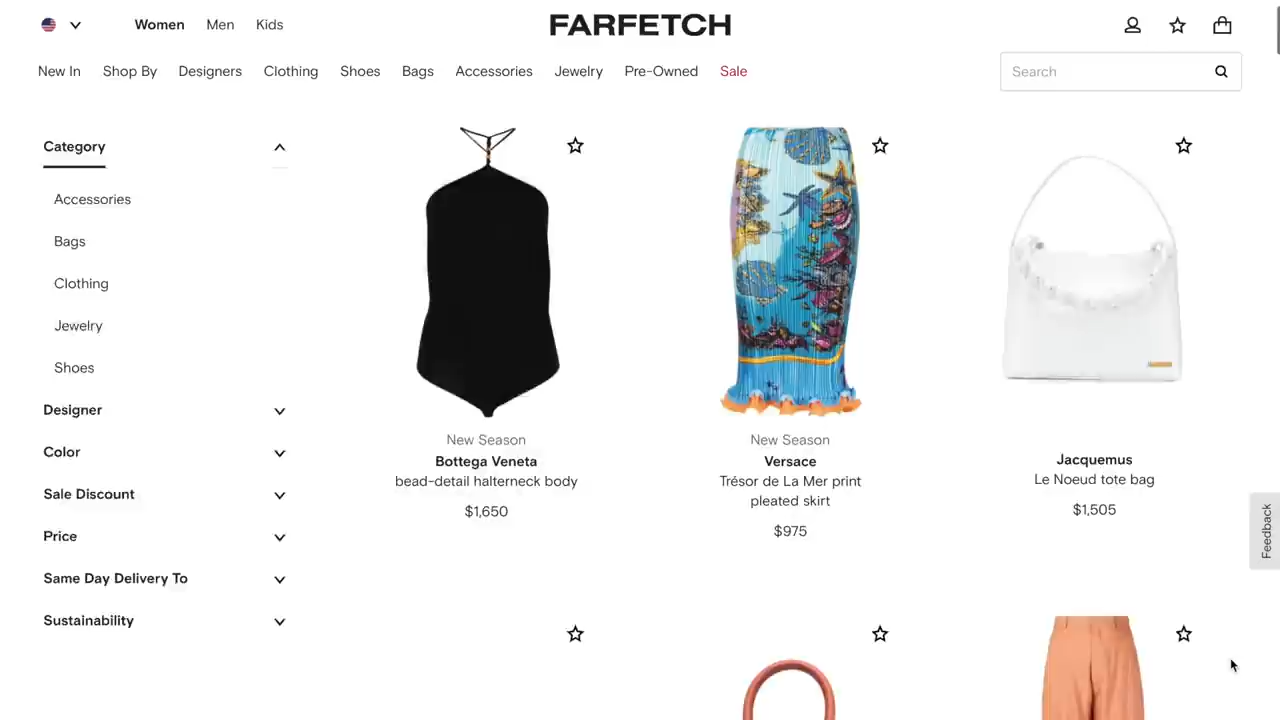 Women Men Kids
FARFETCH
New In Shop By Designers Clothing Shoes Bags Accessories Jewelry Pre-Owned Sale
Search
Category
Accessories
Bags
Clothing
Jewelry
Shoes
Designer
Color
Sale Discount
Price
Same Day Delivery To
Sustainability
New Season
Bottega Veneta
bead-detail halterneck body
$1,650
New Season
Versace
Trésor de La Mer print
pleated skirt
$975
Jacquemus
Le Noeud tote bag
$1,505
Feedback